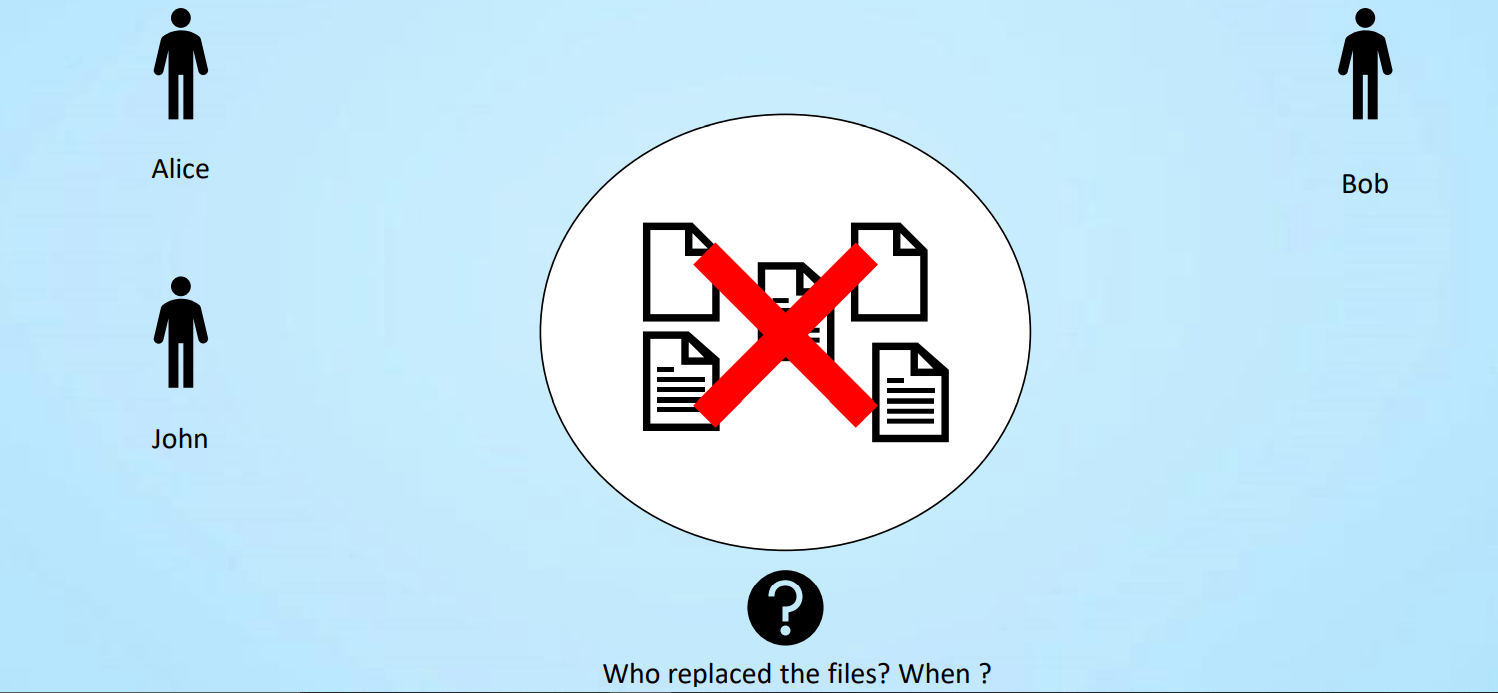 Alice
Bob
John
?
Who replaced the files? When ?